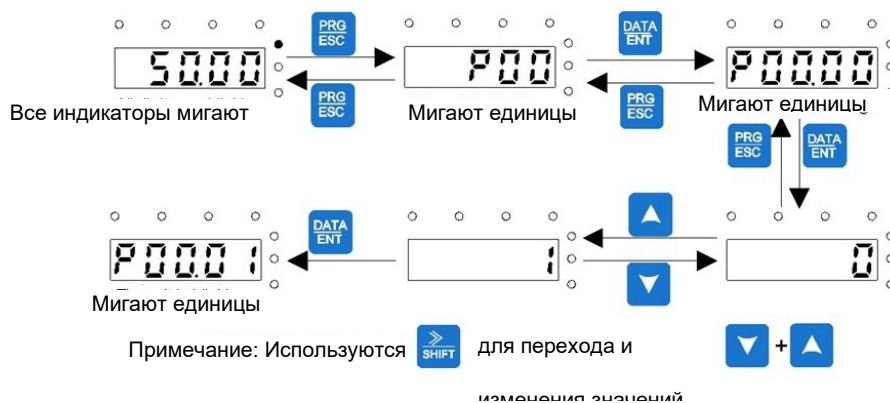 PRG
ESC
DATA
ENT
50.00
P00
P00.00
PRG
ESC
PRG
ESC
Все индикаторы мигают
Мигают единицы
Мигают единицы
PRG
ESC
DATA
ENT
DATA
ENT
P00.01
1
0
Мигают единицы
Примечание: Используются SHIFT для перехода и
+
изменения значений